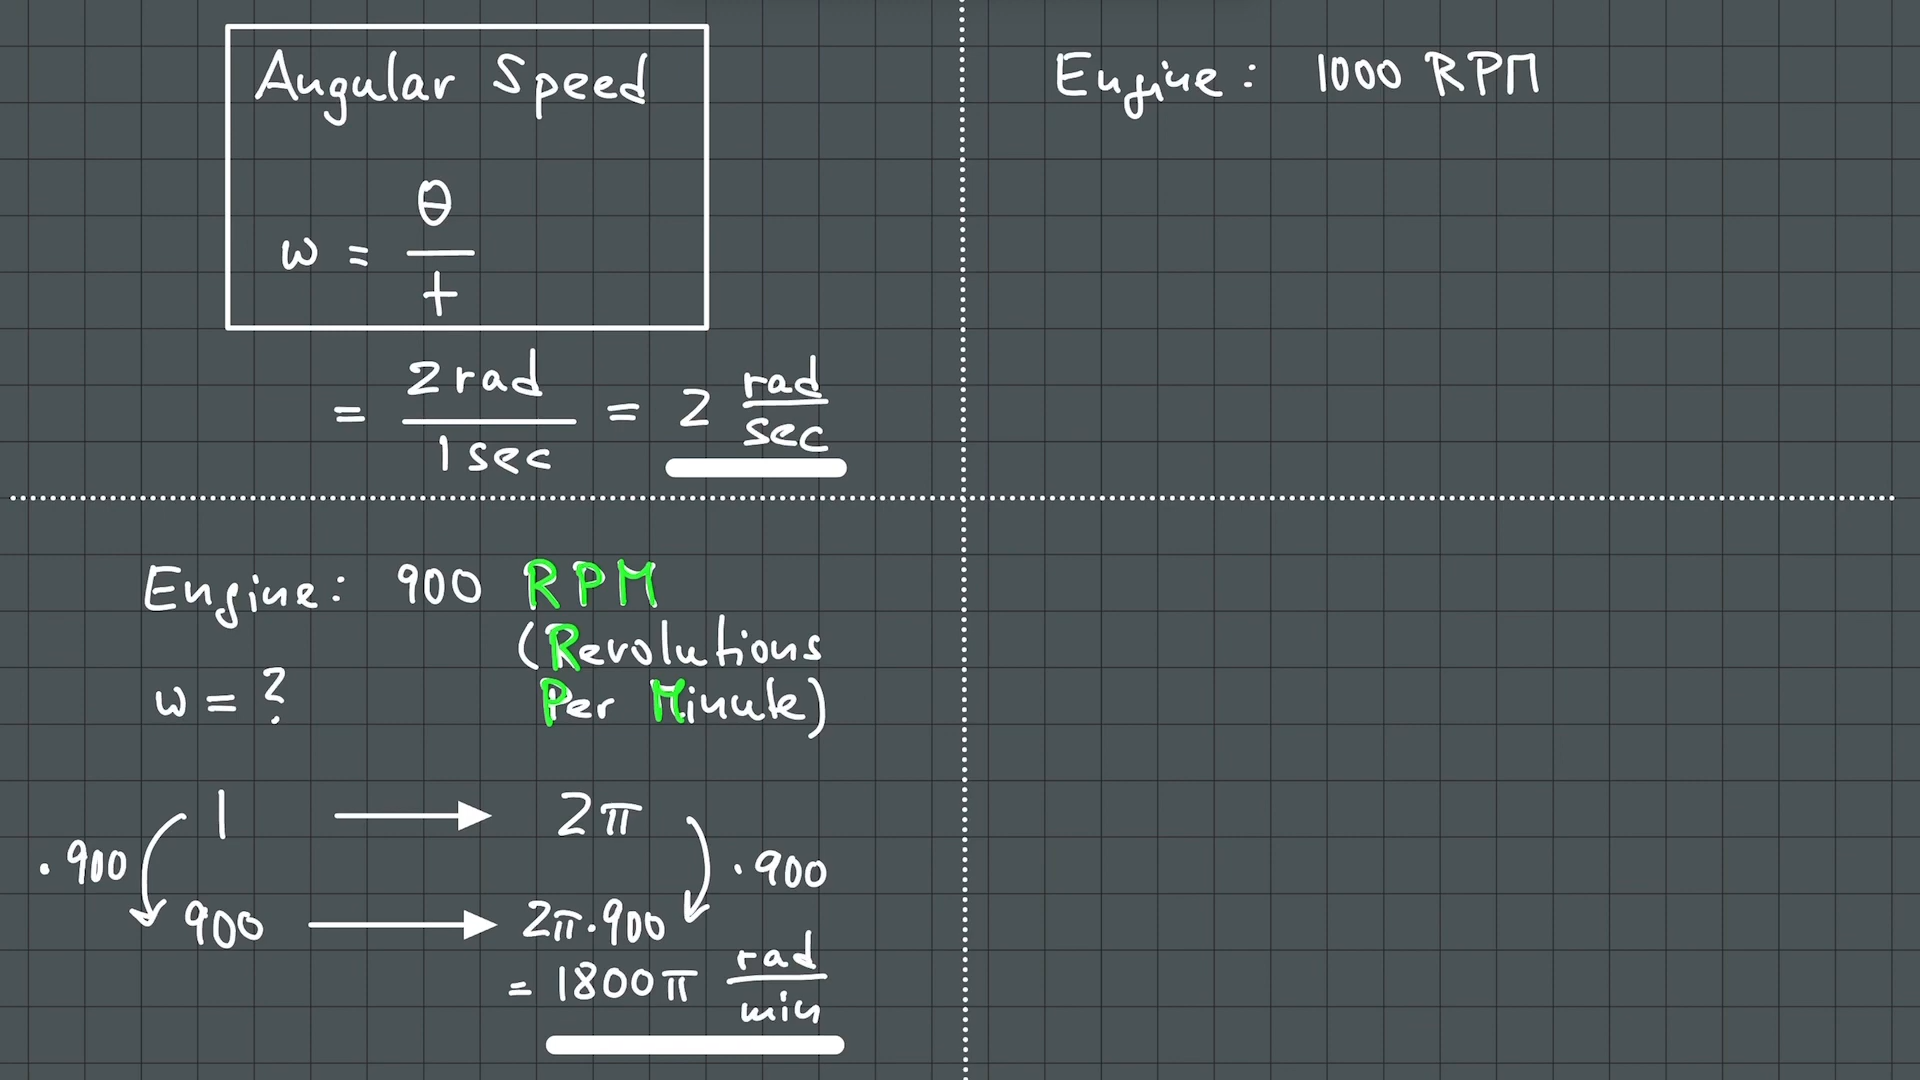 Angular Speed
w = θ/t
= 2 rad/1 sec = 2 rad/sec
Engine: 900 RPM
(Revolutions
Per Minute)
w = ?
1 → 2π
·900 ·900
900 → 2π·900
= 1800π rad/min
Engine: 1000 RPM